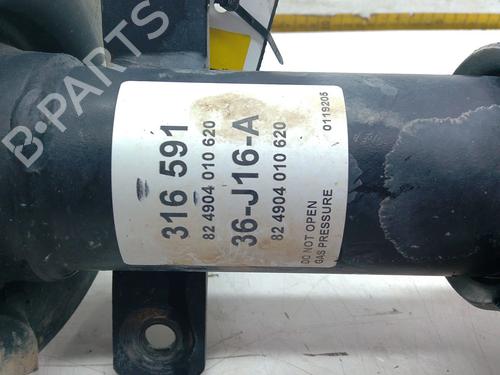 B-PARTS
316 591
82 4904 010 620
36-J16-A
82 4904 010 620
DO NOT OPEN
GAS PRESSURE
0119205